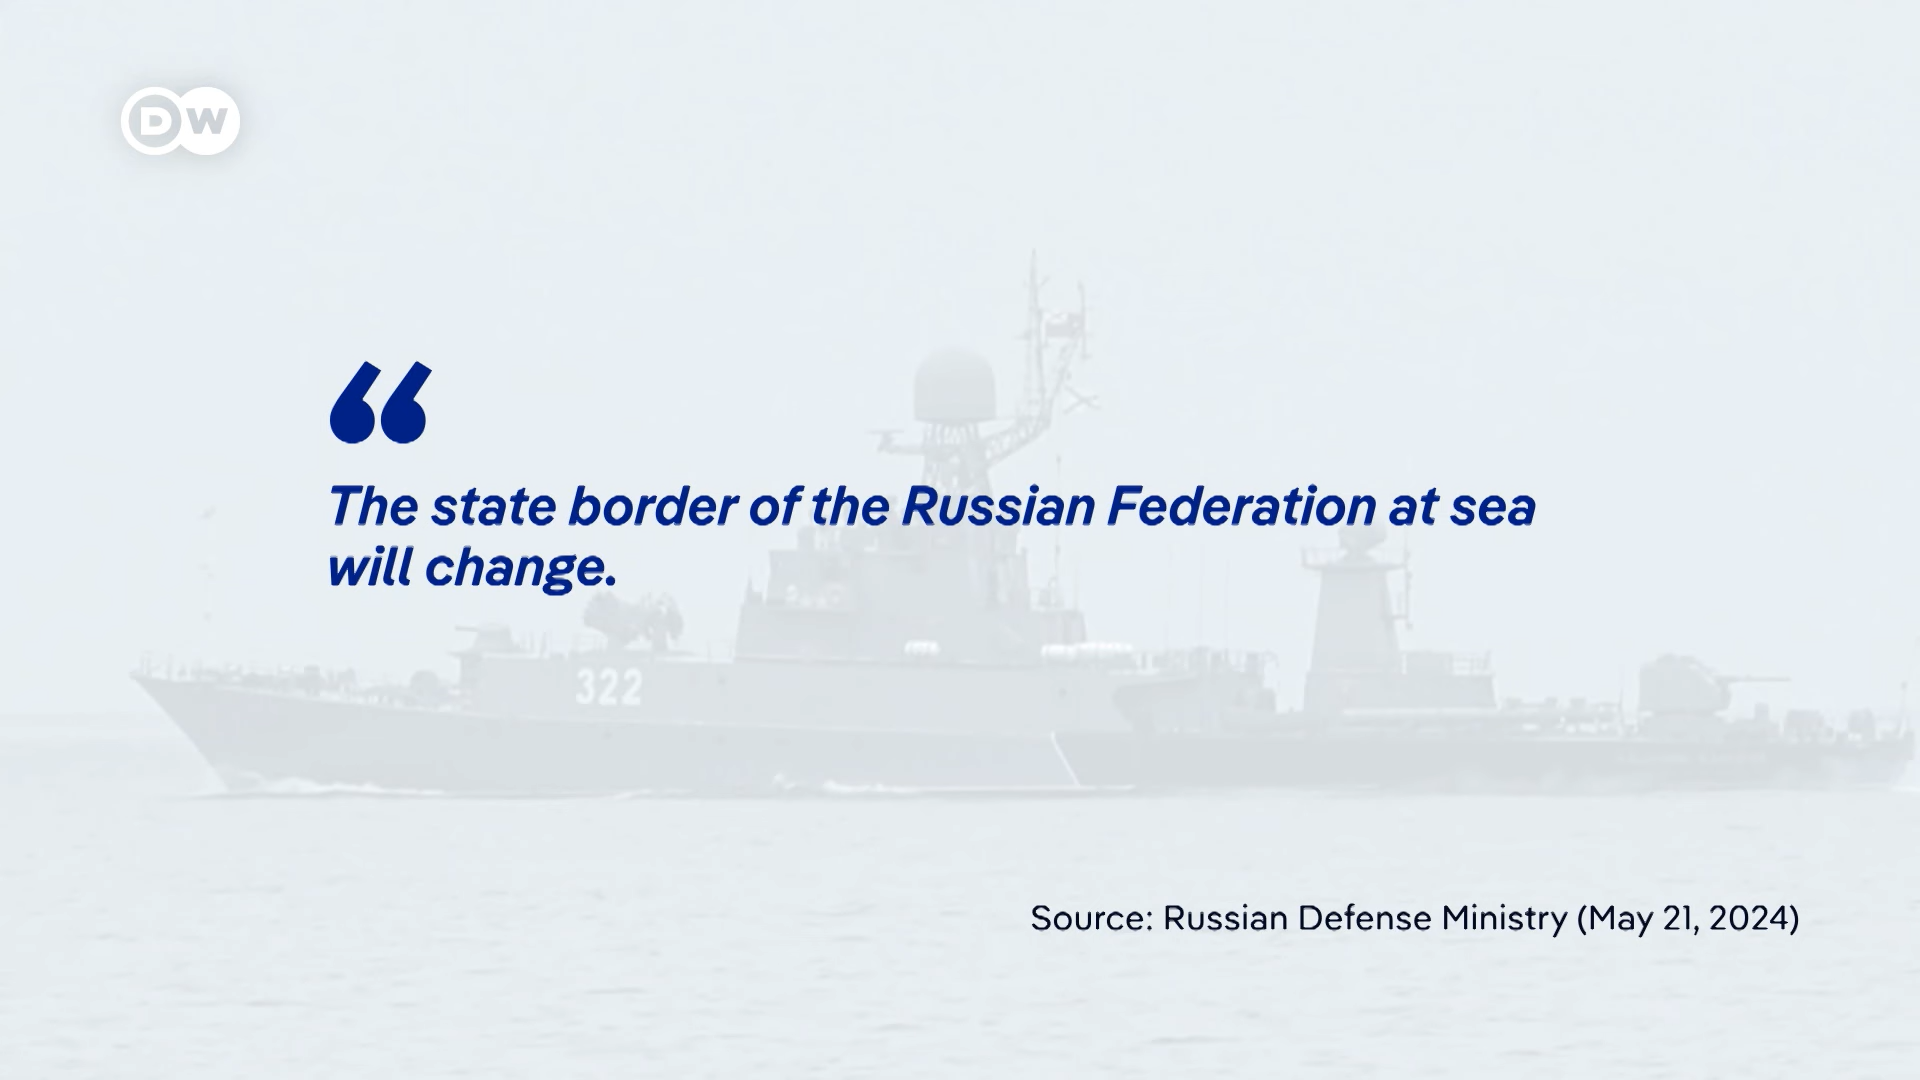 DW
“
The state border of the Russian Federation at sea
will change.
322
Source: Russian Defense Ministry (May 21, 2024)